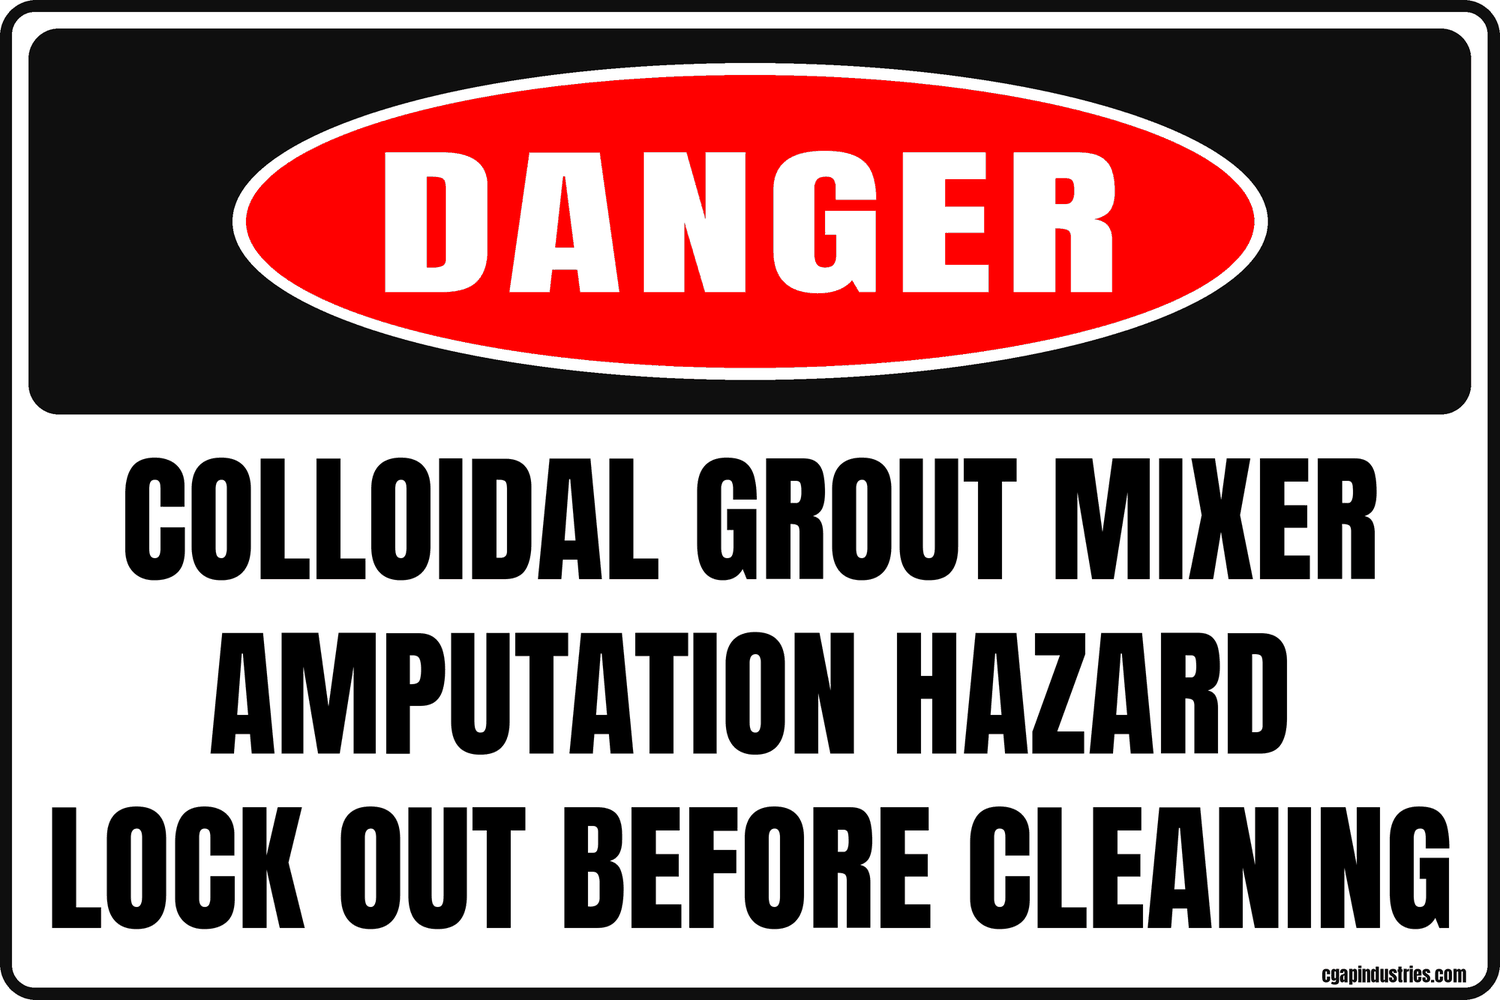 DANGER
COLLOIDAL GROUT MIXER
AMPUTATION HAZARD
LOCK OUT BEFORE CLEANING
cgapindustries.com